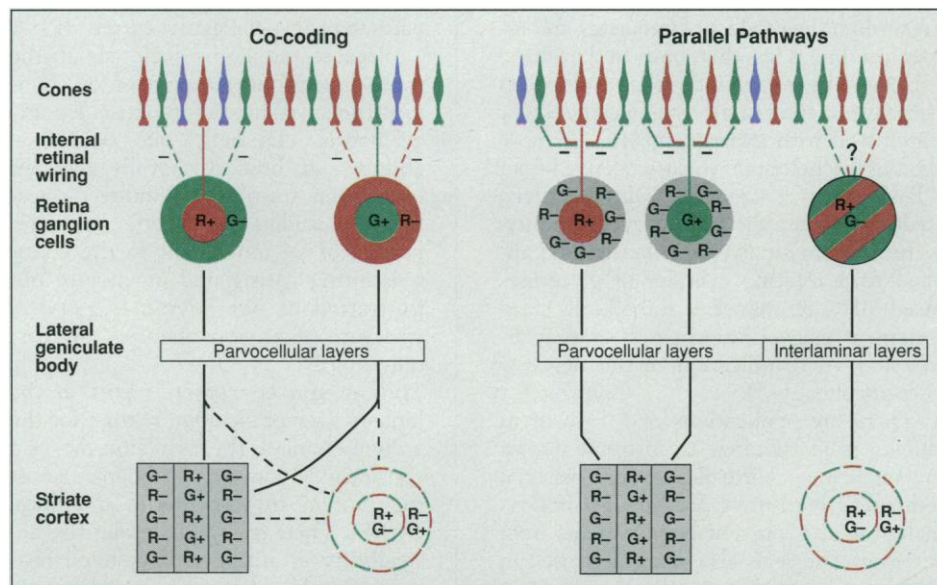 Co-coding
Parallel Pathways
Cones
Internal
retinal
wiring
– –
– – ?
Retina
ganglion
cells
R+ G–
G+ R–
G– R–
R– R+ G–
G– R–
R– G–
R– G–
G– G+ R–
R– G–
G– R–
R+
G–
Lateral
geniculate
body
Parvocellular layers
Parvocellular layers
Interlaminar layers
Striate
cortex
G– R+ G–
R– G+ R–
G– R+ G–
R– G+ R–
G– R+ G–
R+ R–
G– G+
G– R+ G–
R– G+ R–
G– R+ G–
R– G+ R–
G– R+ G–
R+ R–
G– G+